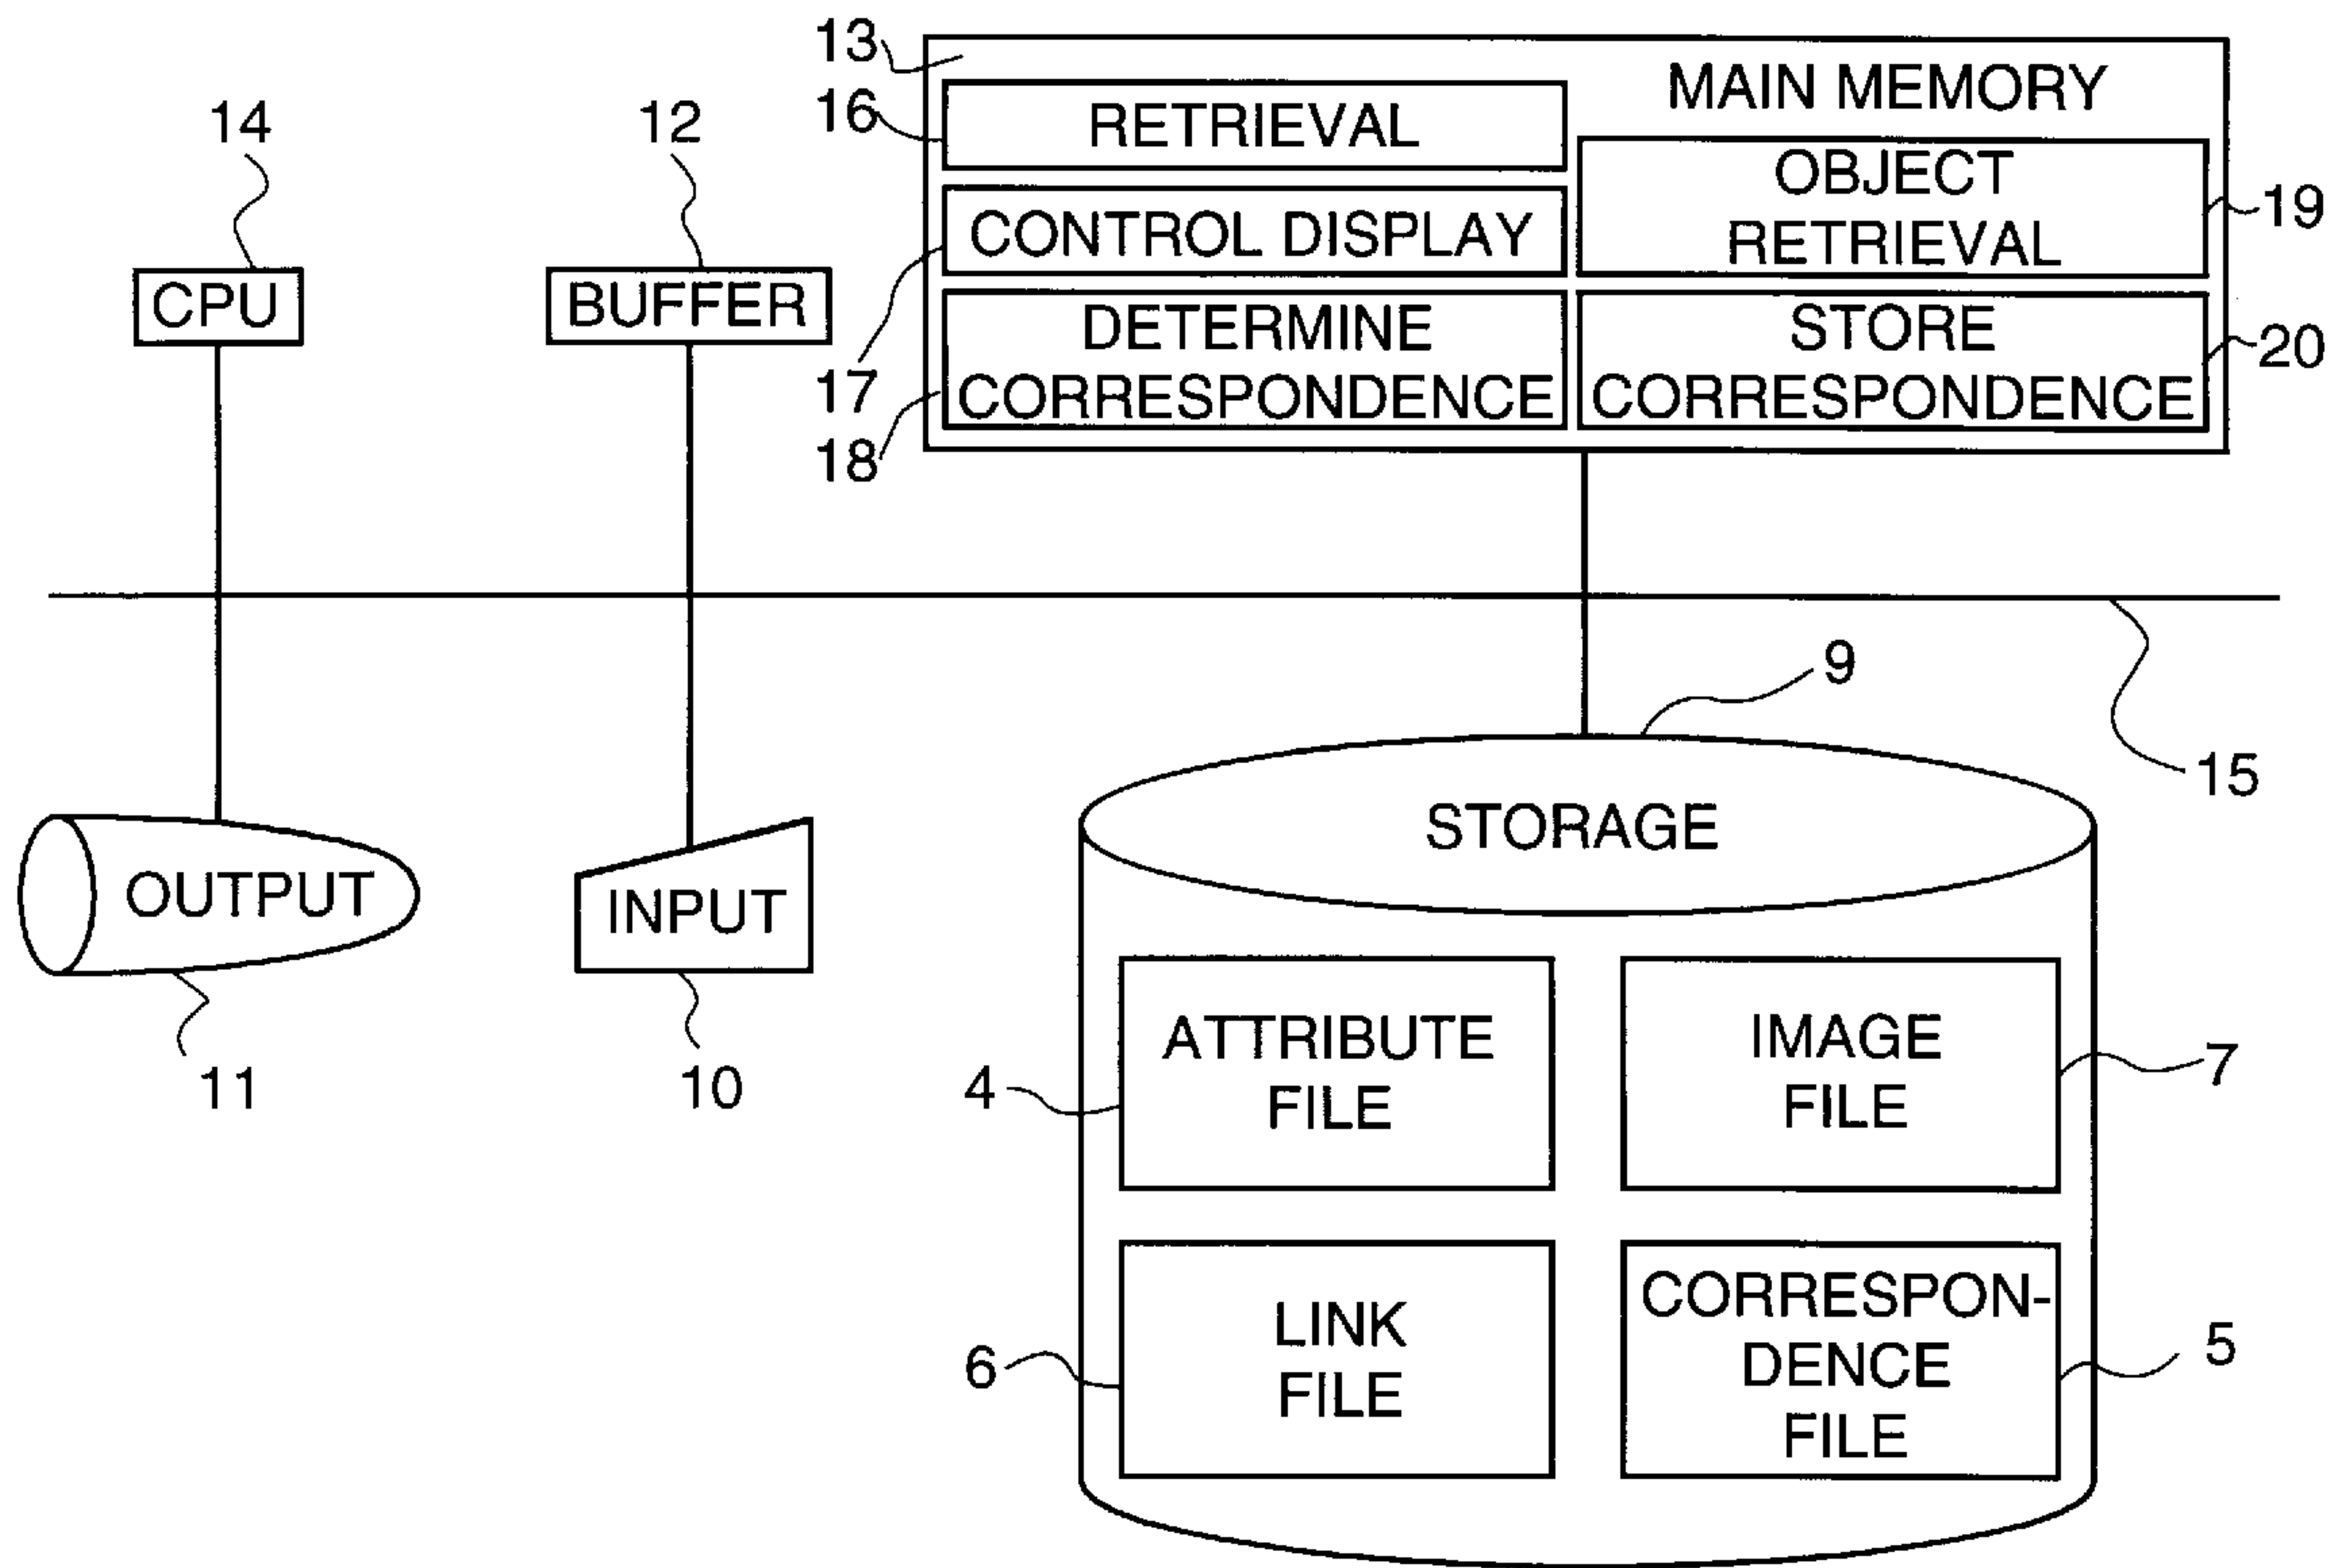 13
MAIN MEMORY
16
RETRIEVAL
14
12
OBJECT
RETRIEVAL
19
CONTROL DISPLAY
17
CPU
BUFFER
DETERMINE
CORRESPONDENCE
18
STORE
CORRESPONDENCE
20
9
15
STORAGE
OUTPUT
11
INPUT
10
ATTRIBUTE
FILE
4
IMAGE
FILE
7
LINK
FILE
6
CORRESPON-
DENCE
FILE
5